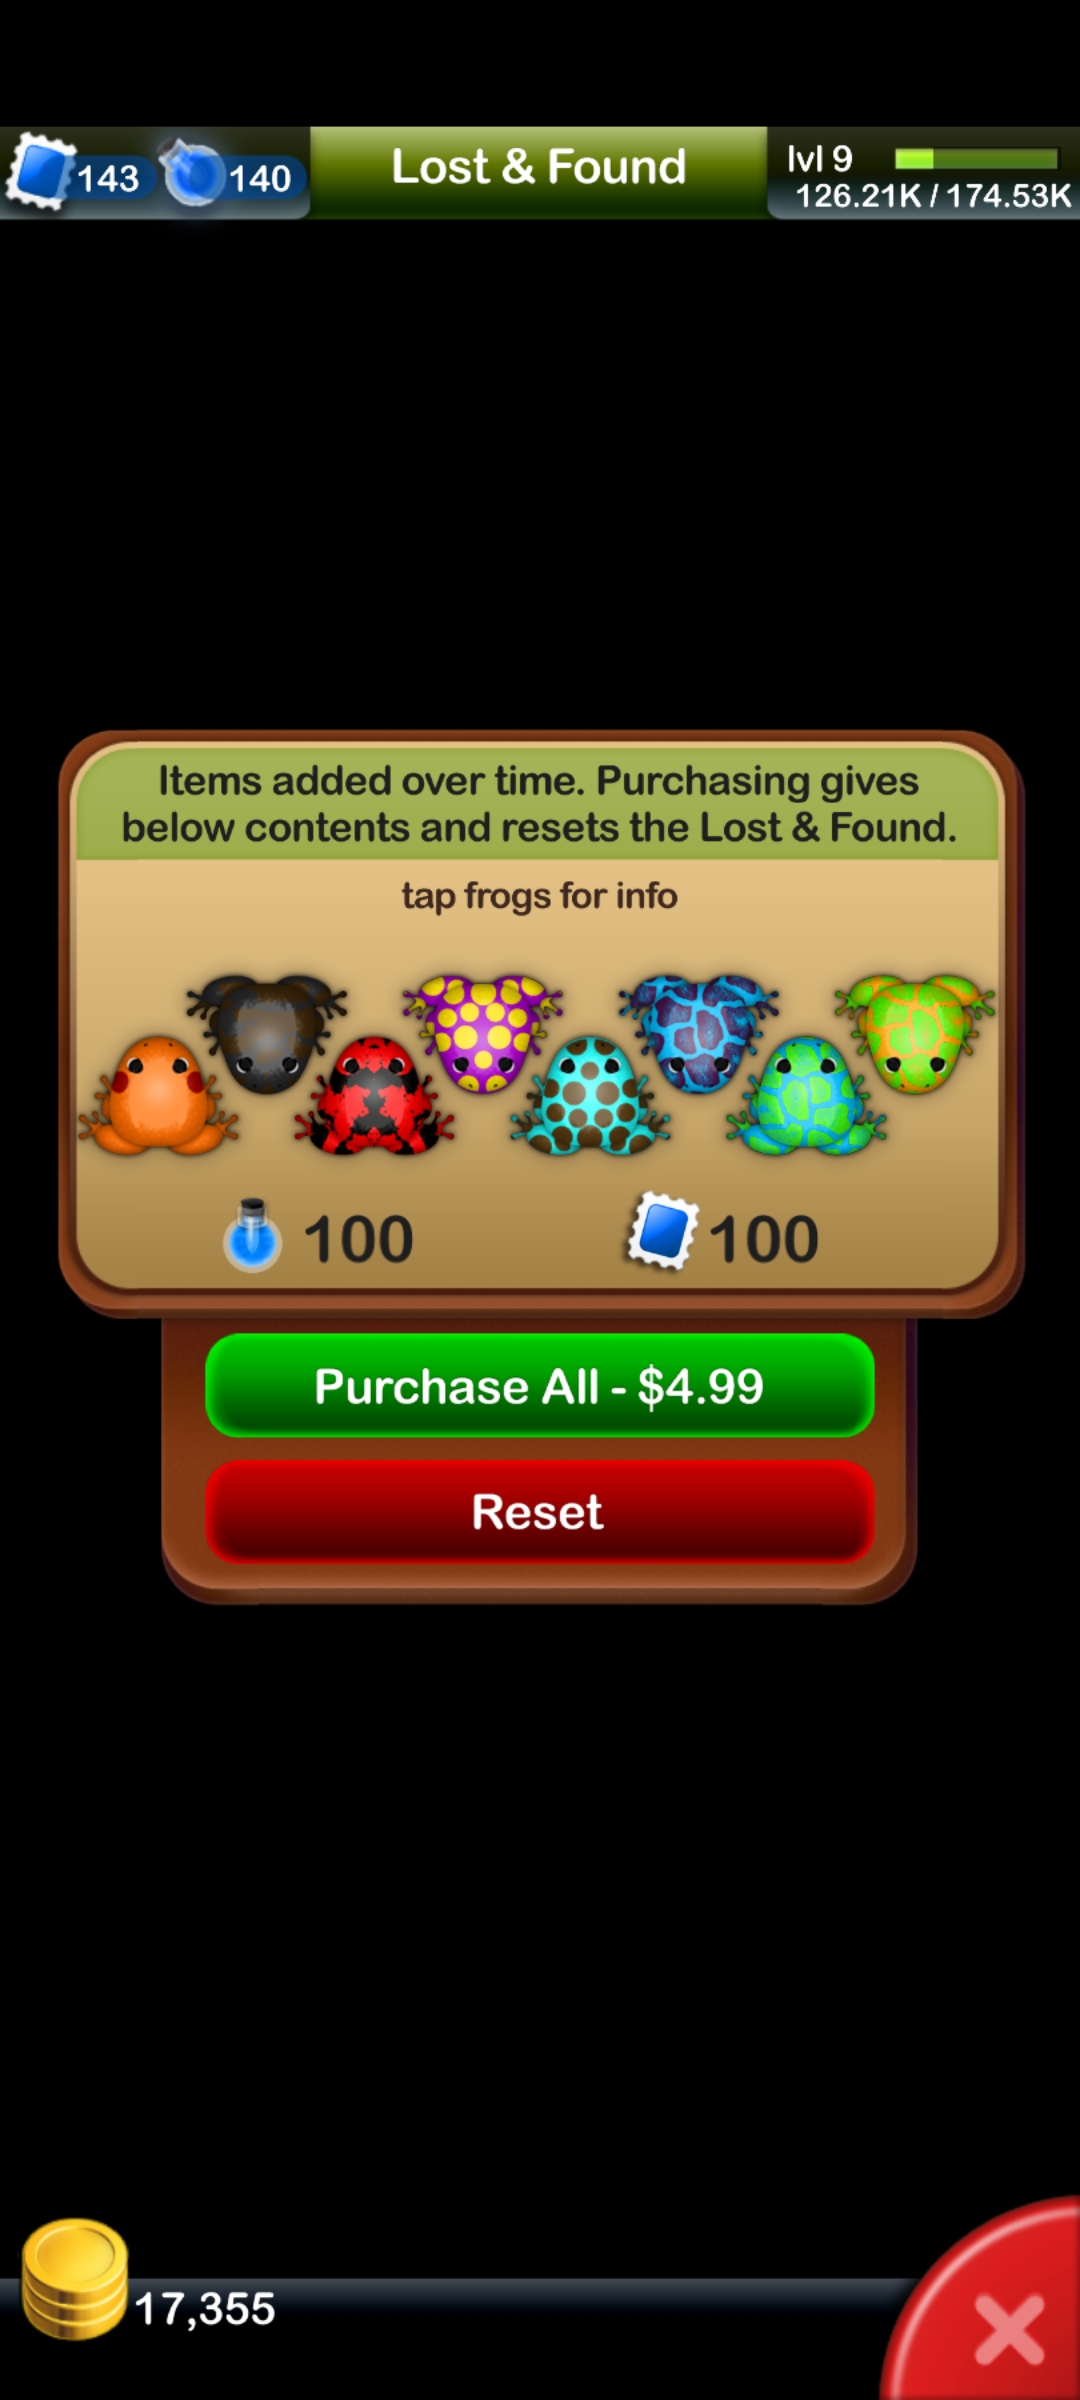 143
140
Lost & Found
lvl 9
126.21K / 174.53K
Items added over time. Purchasing gives
below contents and resets the Lost & Found.
tap frogs for info
100
100
Purchase All - $4.99
Reset
17,355